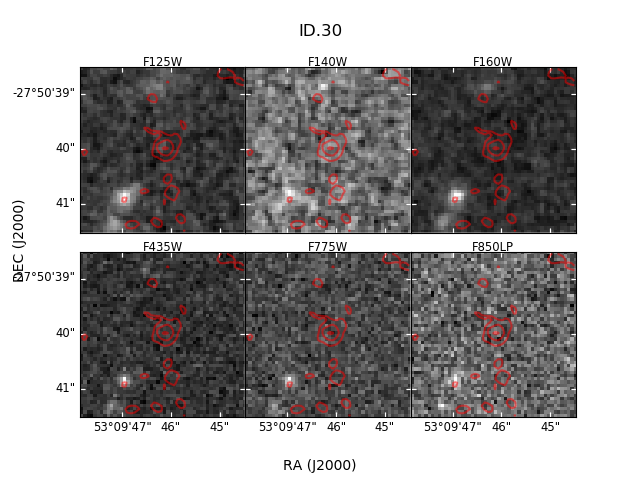 ID.30
F125W F140W F160W
-27°50'39"
40"
41"
F435W F775W F850LP
-27°50'39"
40"
41"
DEC (J2000)
53°09'47" 46" 45" 53°09'47" 46" 45" 53°09'47" 46" 45"
RA (J2000)